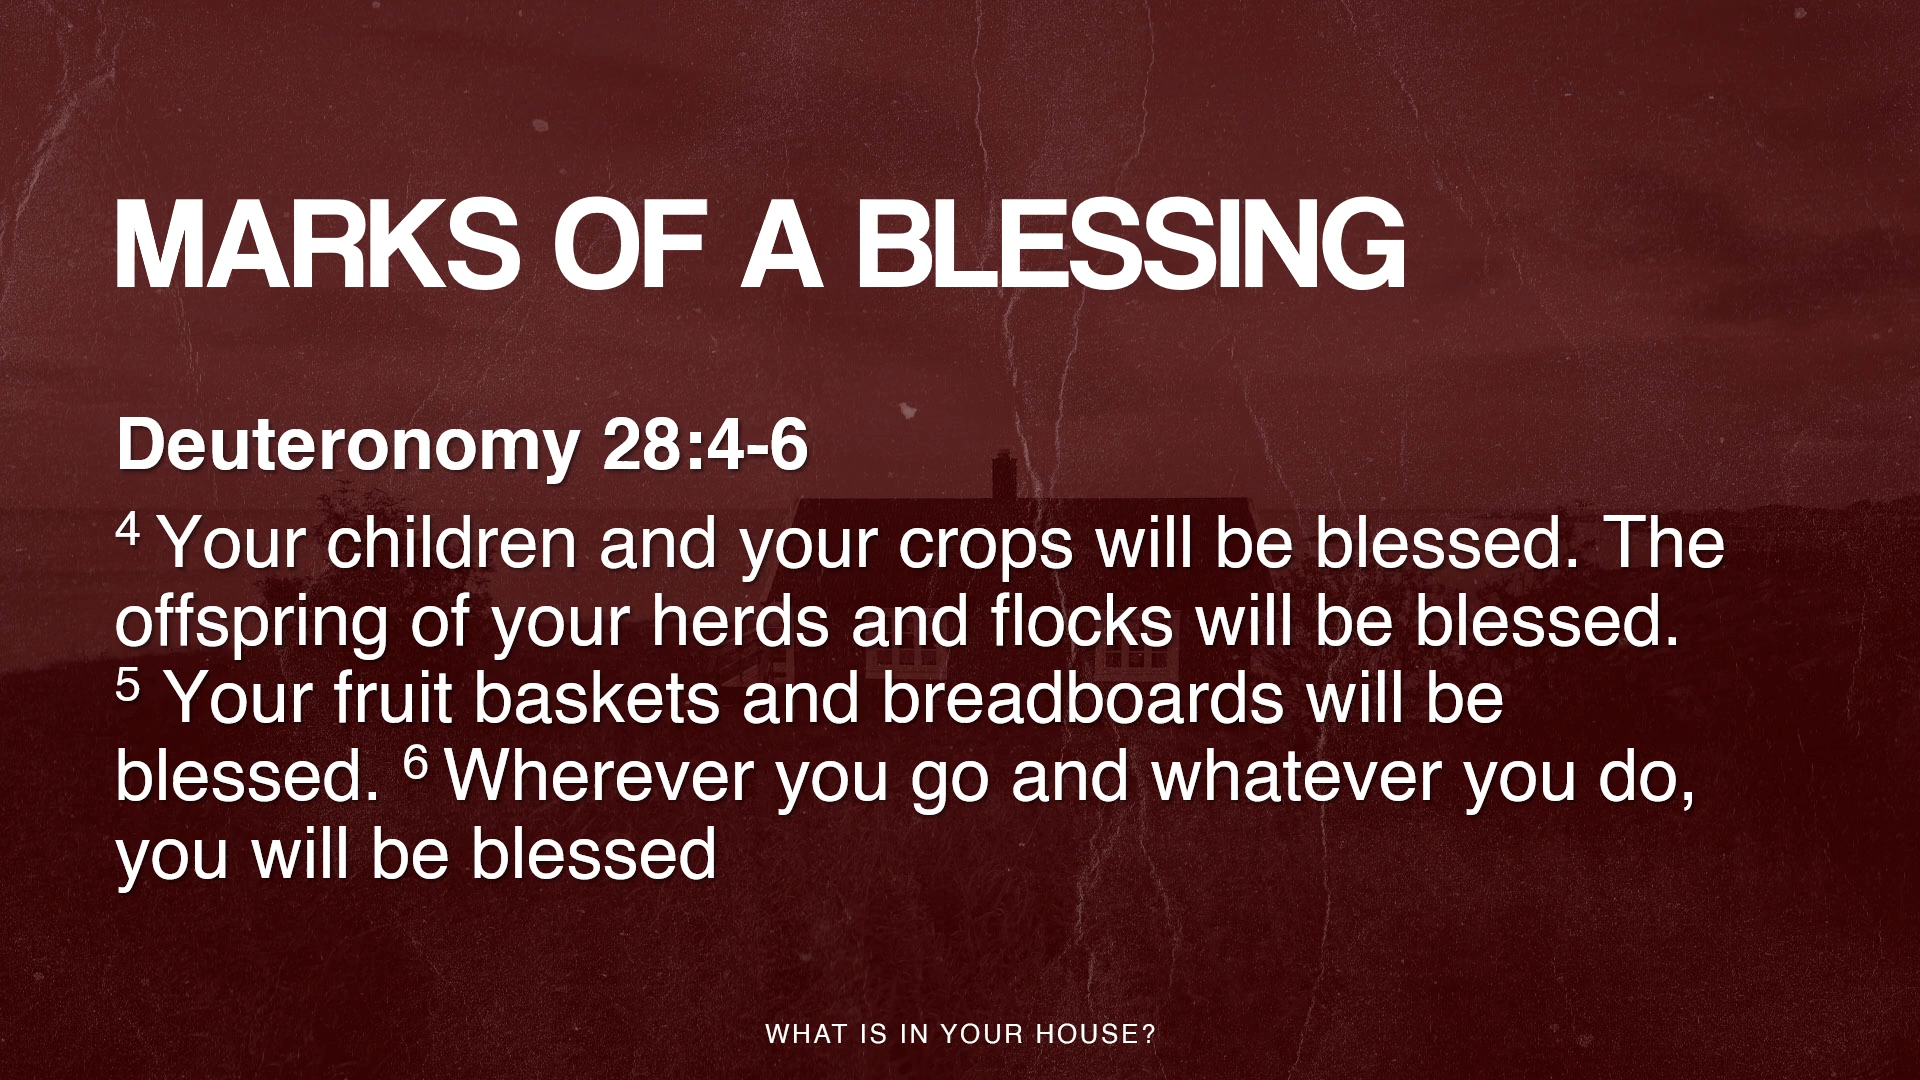 MARKS OF A BLESSING
Deuteronomy 28:4-6
4 Your children and your crops will be blessed. The
offspring of your herds and flocks will be blessed.
5 Your fruit baskets and breadboards will be
blessed. 6 Wherever you go and whatever you do,
you will be blessed
WHAT IS IN YOUR HOUSE?